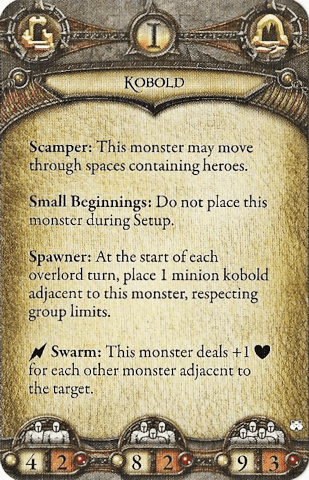 I
KOBOLD
Scamper: This monster may move
through spaces containing heroes.
Small Beginnings: Do not place this
monster during Setup.
Spawner: At the start of each
overlord turn, place 1 minion kobold
adjacent to this monster, respecting
group limits.
Swarm: This monster deals +1
for each other monster adjacent to
the target.
4 2 8 2 9 3